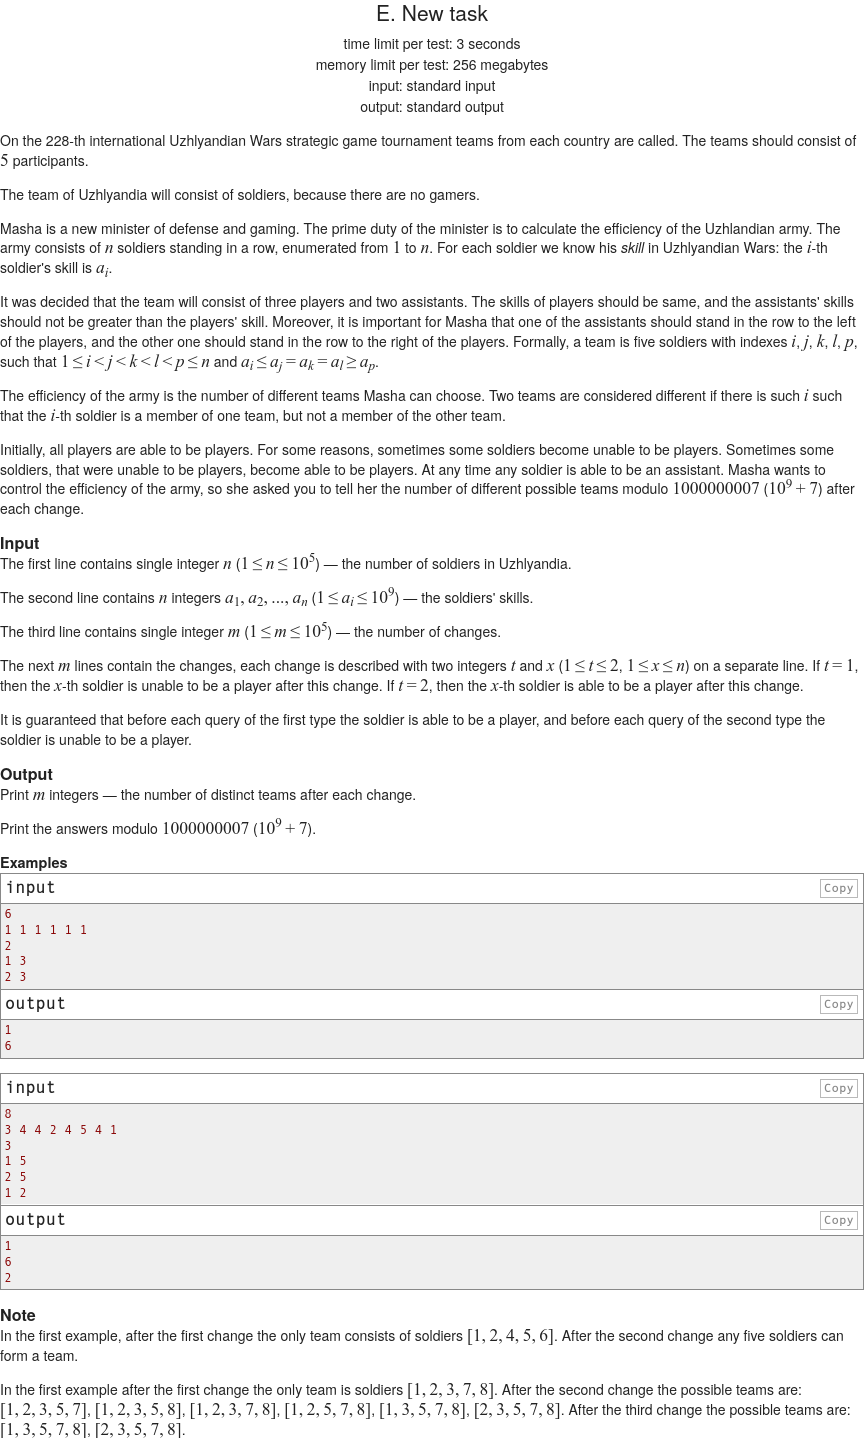 E. New task
time limit per test: 3 seconds
memory limit per test: 256 megabytes
input: standard input
output: standard output
On the 228-th international Uzhlyandian Wars strategic game tournament teams from each country are called. The teams should consist of
5 participants.
The team of Uzhlyandia will consist of soldiers, because there are no gamers.
Masha is a new minister of defense and gaming. The prime duty of the minister is to calculate the efficiency of the Uzhlandian army. The
army consists of n soldiers standing in a row, enumerated from 1 to n. For each soldier we know his skill in Uzhlyandian Wars: the i-th
soldier's skill is a_i.
It was decided that the team will consist of three players and two assistants. The skills of players should be same, and the assistants' skills
should not be greater than the players' skill. Moreover, it is important for Masha that one of the assistants should stand in the row to the left
of the players, and the other one should stand in the row to the right of the players. Formally, a team is five soldiers with indexes i, j, k, l, p,
such that 1 ≤ i < j < k < l < p ≤ n and a_i ≤ a_j = a_k = a_l ≥ a_p.
The efficiency of the army is the number of different teams Masha can choose. Two teams are considered different if there is such i such
that the i-th soldier is a member of one team, but not a member of the other team.
Initially, all players are able to be players. For some reasons, sometimes some soldiers become unable to be players. Sometimes some
soldiers, that were unable to be players, become able to be players. At any time any soldier is able to be an assistant. Masha wants to
control the efficiency of the army, so she asked you to tell her the number of different possible teams modulo 1000000007 (10^9 + 7) after
each change.
Input
The first line contains single integer n (1 ≤ n ≤ 10^5) — the number of soldiers in Uzhlyandia.
The second line contains n integers a_1, a_2, ..., a_n (1 ≤ a_i ≤ 10^9) — the soldiers' skills.
The third line contains single integer m (1 ≤ m ≤ 10^5) — the number of changes.
The next m lines contain the changes, each change is described with two integers t and x (1 ≤ t ≤ 2, 1 ≤ x ≤ n) on a separate line. If t = 1,
then the x-th soldier is unable to be a player after this change. If t = 2, then the x-th soldier is able to be a player after this change.
It is guaranteed that before each query of the first type the soldier is able to be a player, and before each query of the second type the
soldier is unable to be a player.
Output
Print m integers — the number of distinct teams after each change.
Print the answers modulo 1000000007 (10^9 + 7).
Examples
input Copy
6
1 1 1 1 1 1
2
1 3
2 3
output Copy
1
6
input Copy
8
3 4 4 2 4 5 4 1
3
1 5
2 5
1 2
output Copy
1
6
2
Note
In the first example, after the first change the only team consists of soldiers [1, 2, 4, 5, 6]. After the second change any five soldiers can
form a team.
In the first example after the first change the only team is soldiers [1, 2, 3, 7, 8]. After the second change the possible teams are:
[1, 2, 3, 5, 7], [1, 2, 3, 5, 8], [1, 2, 3, 7, 8], [1, 2, 5, 7, 8], [1, 3, 5, 7, 8], [2, 3, 5, 7, 8]. After the third change the possible teams are:
[1, 3, 5, 7, 8], [2, 3, 5, 7, 8].